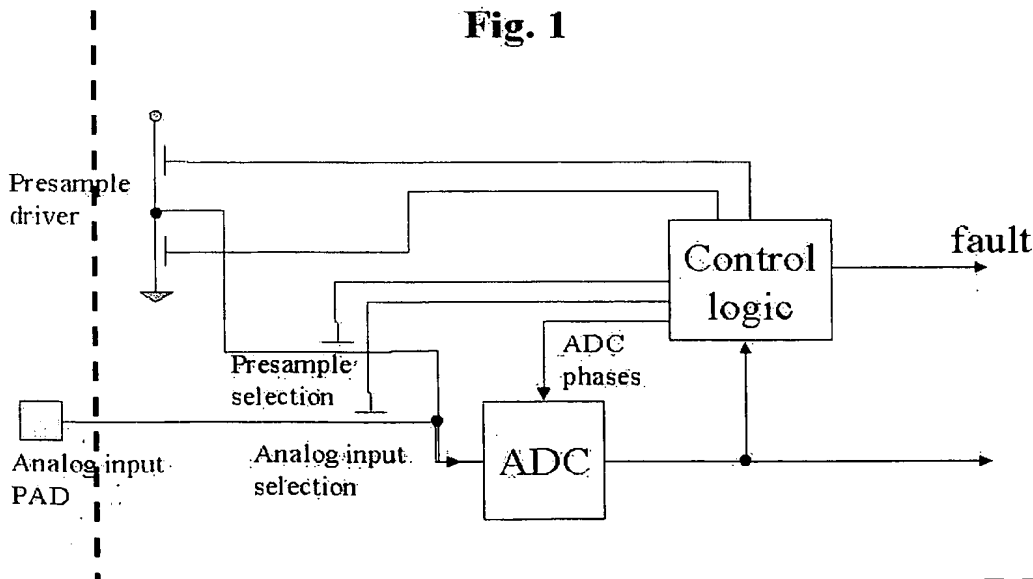 Fig. 1
Presample
driver
Control
logic
fault
ADC
phases
Presample
selection
Analog input
PAD
Analog input
selection
ADC